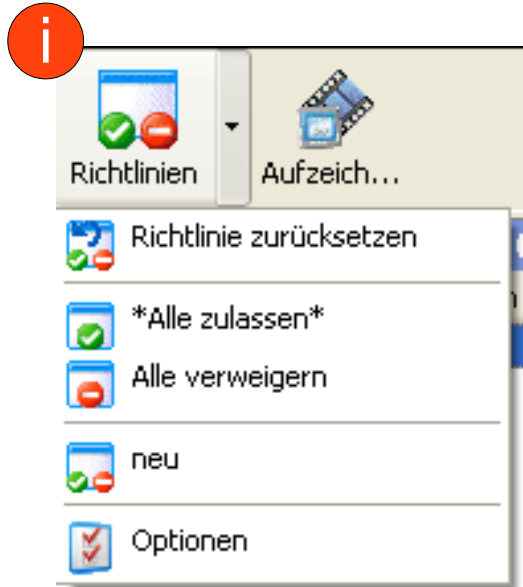 i
Richtlinien
Aufzeich...
Richtlinie zurücksetzen
*Alle zulassen*
Alle verweigern
neu
Optionen